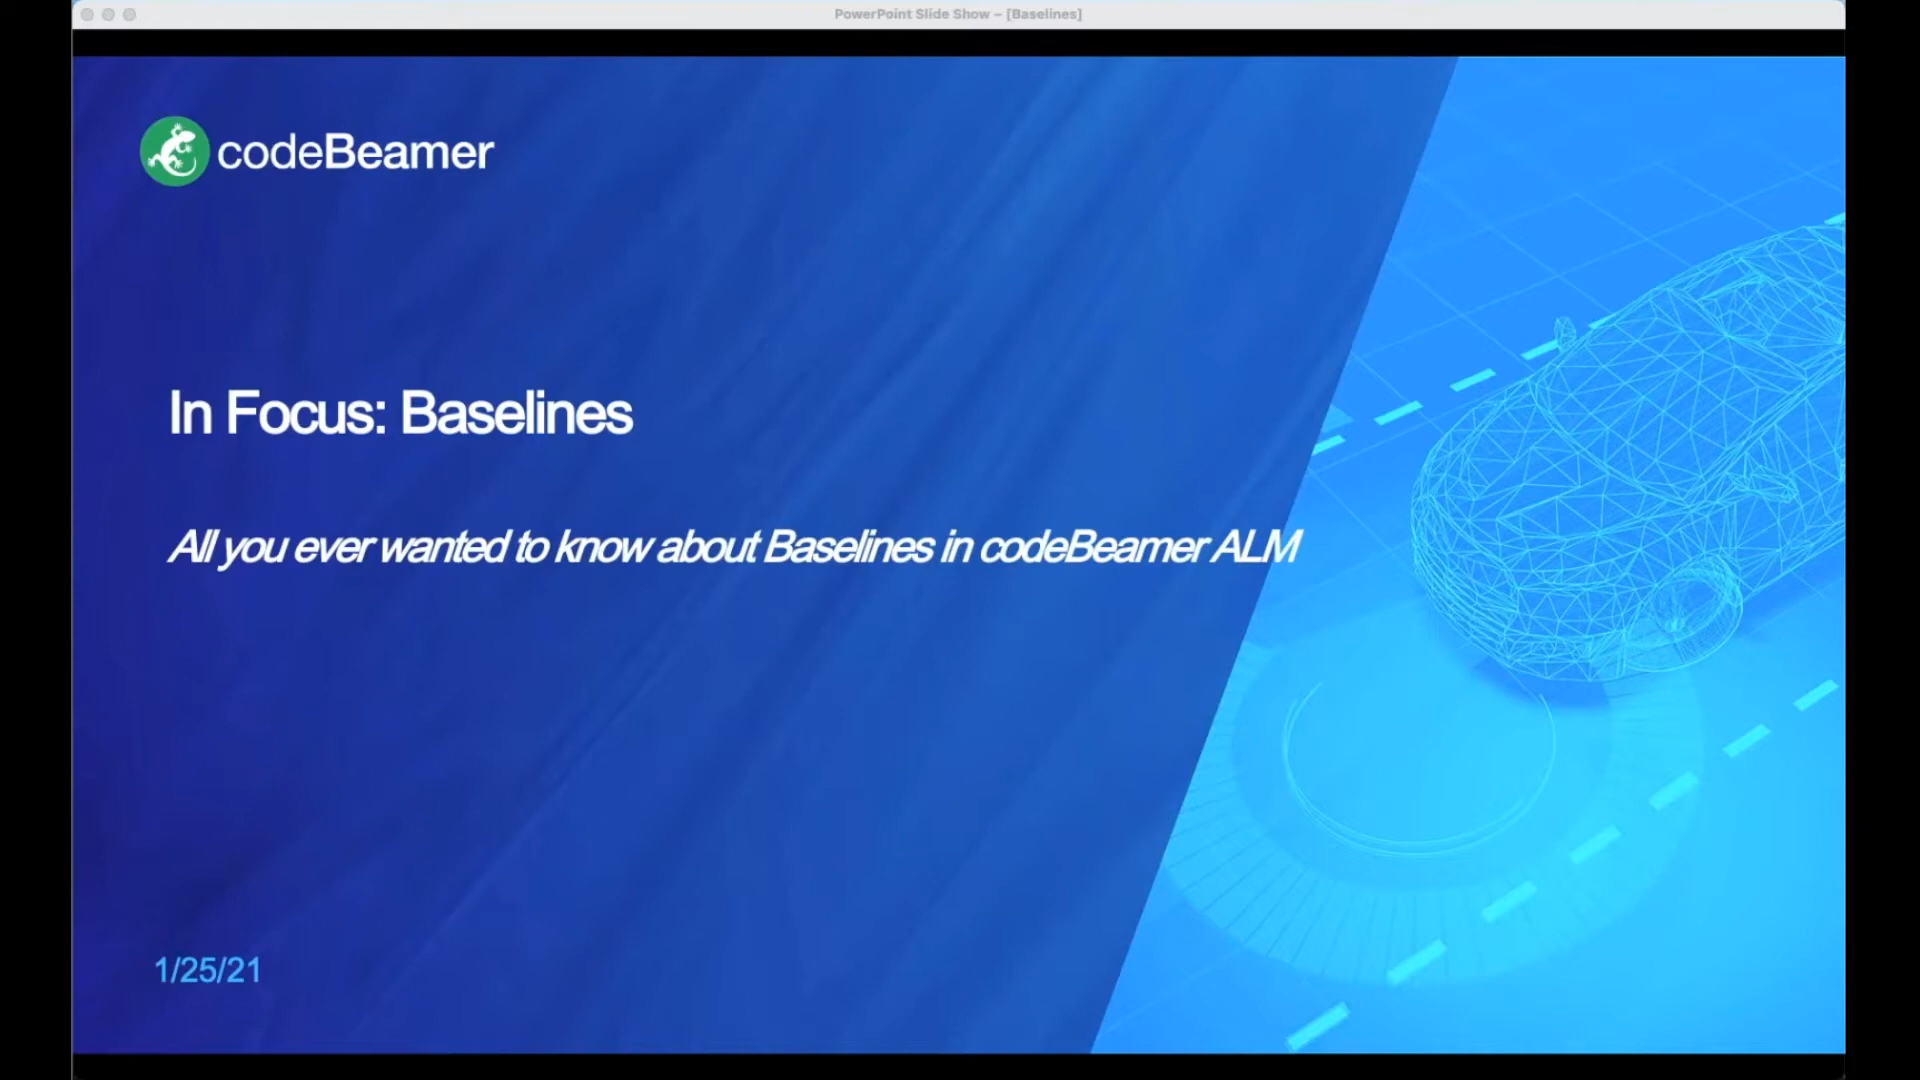 PowerPoint Slide Show – [Baselines]
codeBeamer
In Focus: Baselines
All you ever wanted to know about Baselines in codeBeamer ALM
1/25/21